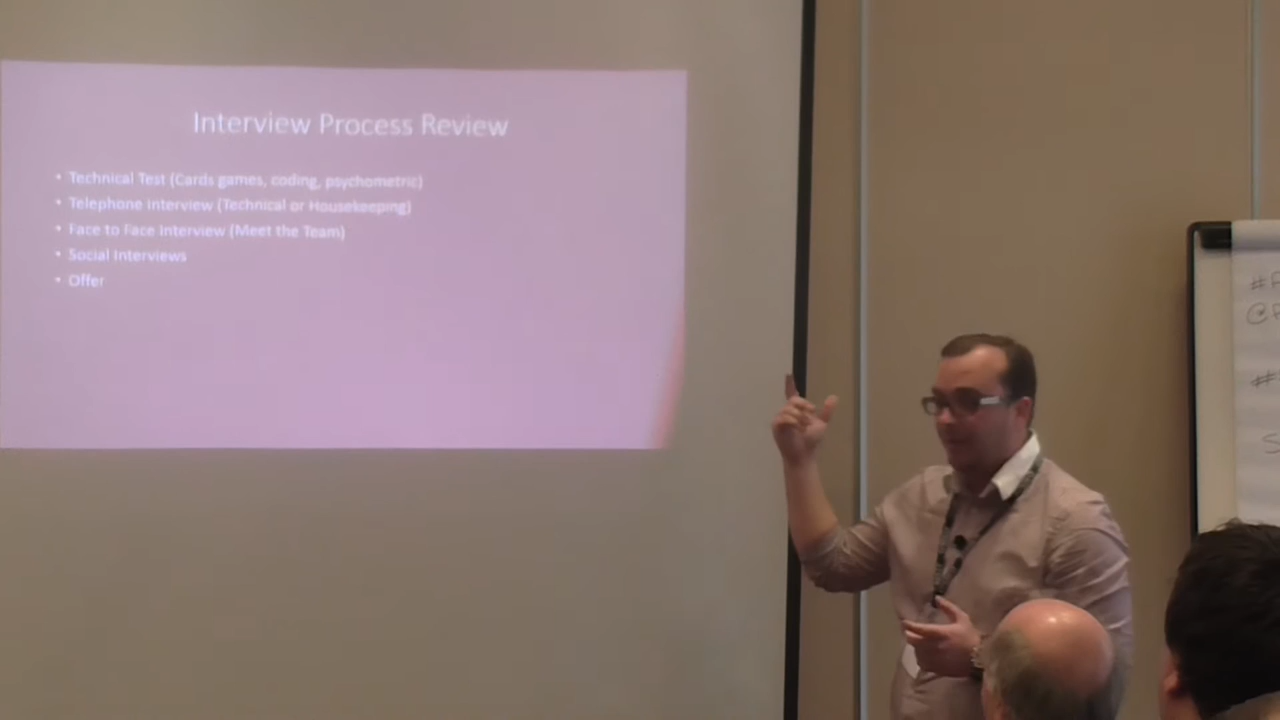 Interview Process Review
• Technical Test (Cards games, coding, psychometric)
• Telephone Interview (Technical or Housekeeping)
• Face to Face Interview (Meet the Team)
• Social Interviews
• Offer